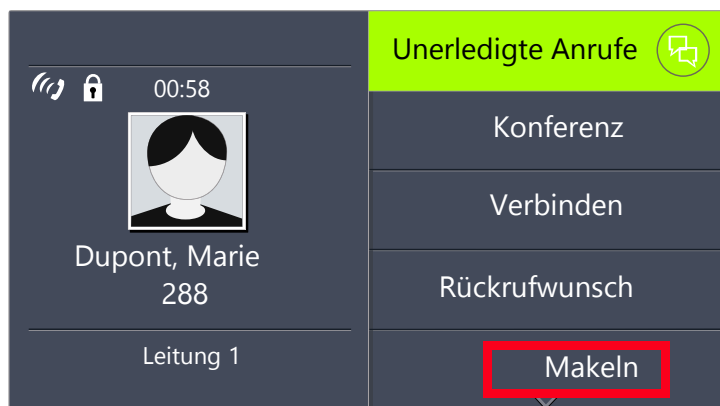 00:58
Dupont, Marie
288
Leitung 1
Unerledigte Anrufe
Konferenz
Verbinden
Rückrufwunsch
Makeln